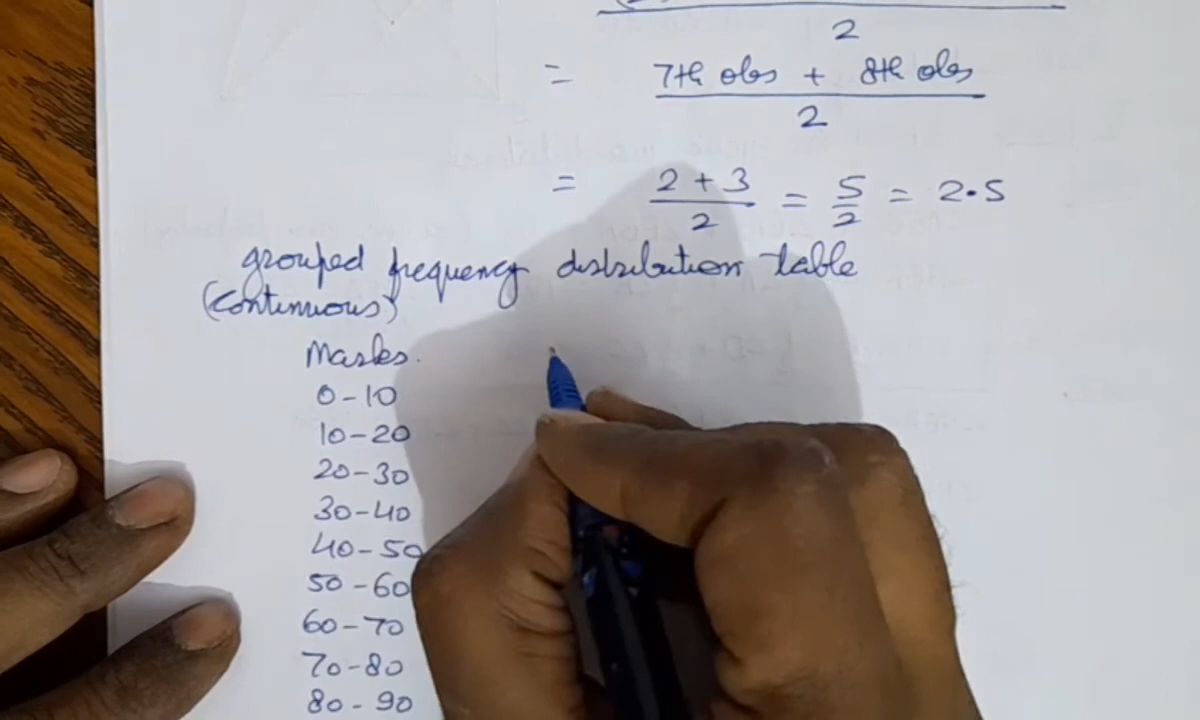 2
= 7th obs + 8th obs
2
= 2 + 3 / 2 = 5 / 2 = 2.5
grouped frequency distribution table
(continuous)
Marks.
0-10
10-20
20-30
30-40
40-50
50-60
60-70
70-80
80-90